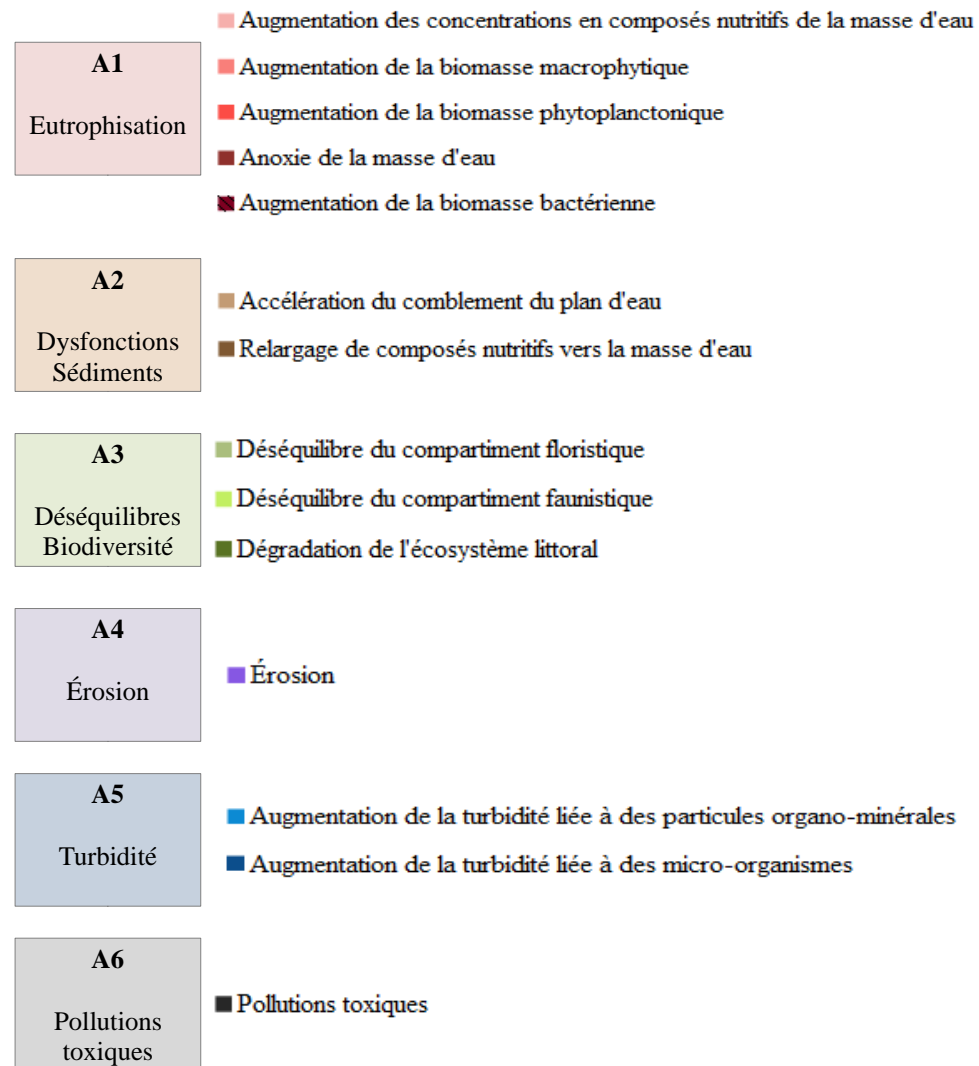 Augmentation des concentrations en composés nutritifs de la masse d'eau
A1
Eutrophisation
Augmentation de la biomasse macrophytique
Augmentation de la biomasse phytoplanctonique
Anoxie de la masse d'eau
Augmentation de la biomasse bactérienne
A2
Dysfonctions
Sédiments
Accélération du comblement du plan d'eau
Relargage de composés nutritifs vers la masse d'eau
A3
Déséquilibres
Biodiversité
Déséquilibre du compartiment floristique
Déséquilibre du compartiment faunistique
Dégradation de l'écosystème littoral
A4
Érosion
Érosion
A5
Turbidité
Augmentation de la turbidité liée à des particules organo-minérales
Augmentation de la turbidité liée à des micro-organismes
A6
Pollutions
toxiques
Pollutions toxiques